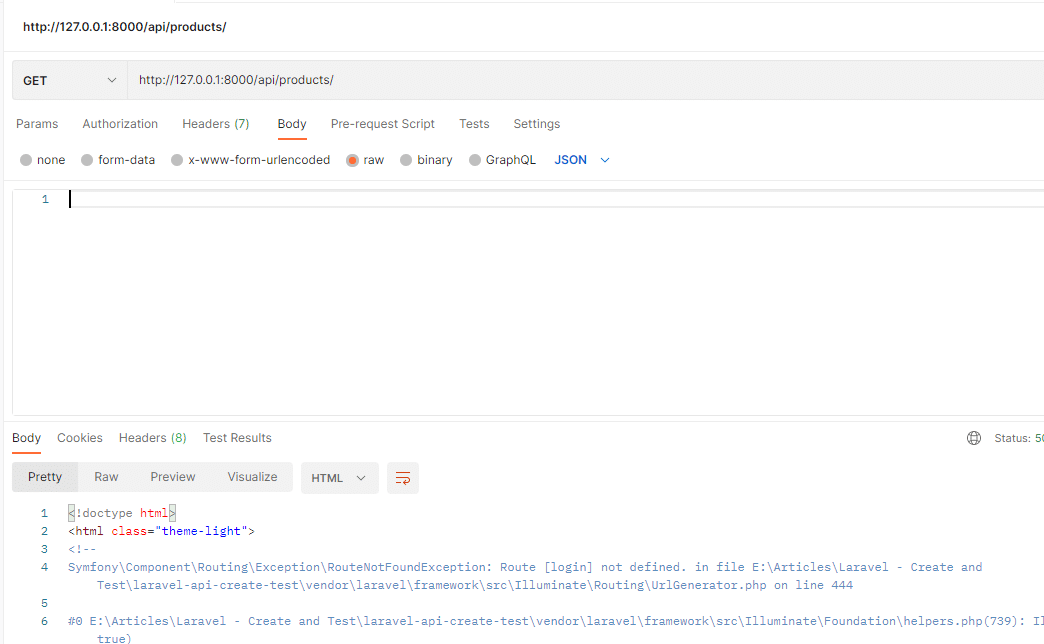 http://127.0.0.1:8000/api/products/
GET http://127.0.0.1:8000/api/products/
Params Authorization Headers (7) Body Pre-request Script Tests Settings
none form-data x-www-form-urlencoded raw binary GraphQL JSON
1
Body Cookies Headers (8) Test Results Status: 50
Pretty Raw Preview Visualize HTML
1 <!doctype html>
2 <html class="theme-light">
3 <!--
4 Symfony\Component\Routing\Exception\RouteNotFoundException: Route [login] not defined. in file E:\Articles\Laravel - Create and
Test\laravel-api-create-test\vendor\laravel\framework\src\Illuminate\Routing\UrlGenerator.php on line 444
5
6 #0 E:\Articles\Laravel - Create and Test\laravel-api-create-test\vendor\laravel\framework\src\Illuminate\Foundation\helpers.php(739): Il
true)